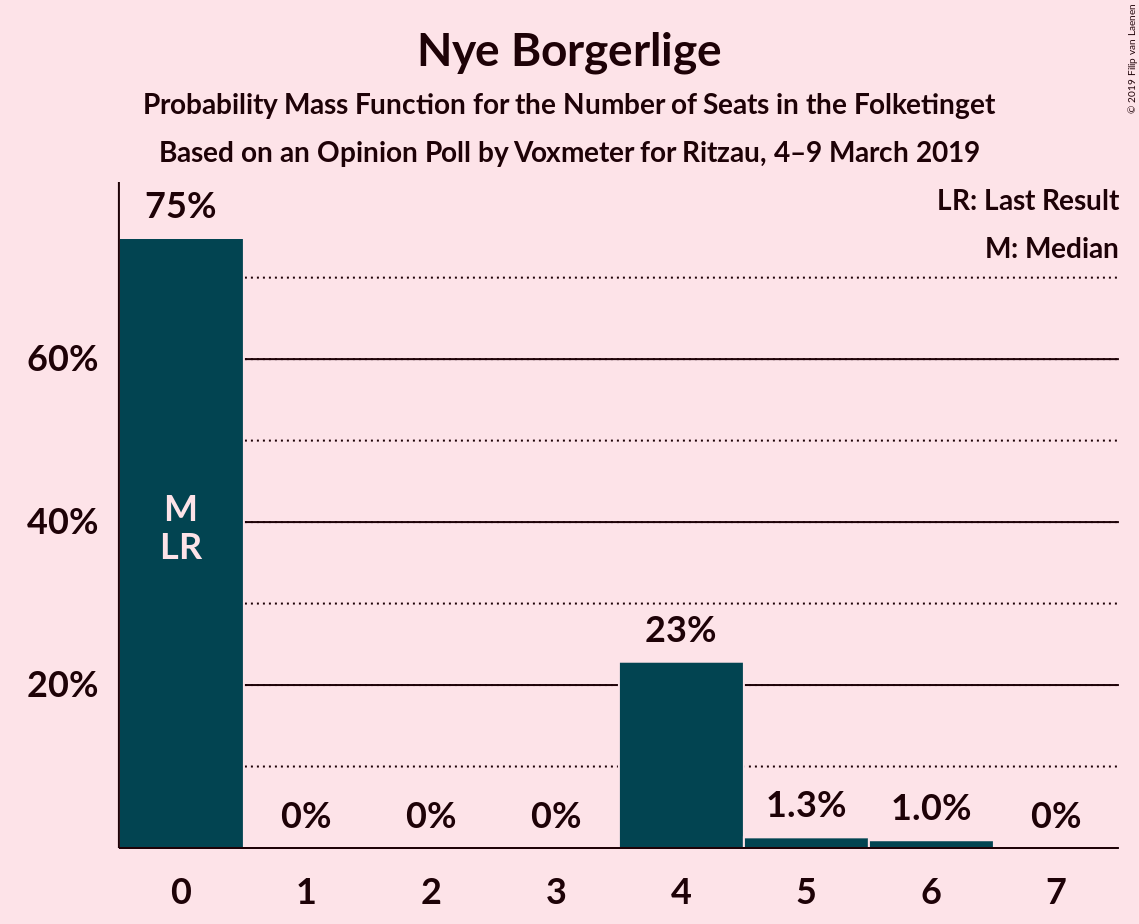 Nye Borgerlige
Probability Mass Function for the Number of Seats in the Folketinget
Based on an Opinion Poll by Voxmeter for Ritzau, 4–9 March 2019
© 2019 Filip van Laenen
LR: Last Result
M: Median
75%
60%
40%
20%
M
LR
0%
0%
0%
23%
1.3%
1.0%
0%
0
1
2
3
4
5
6
7